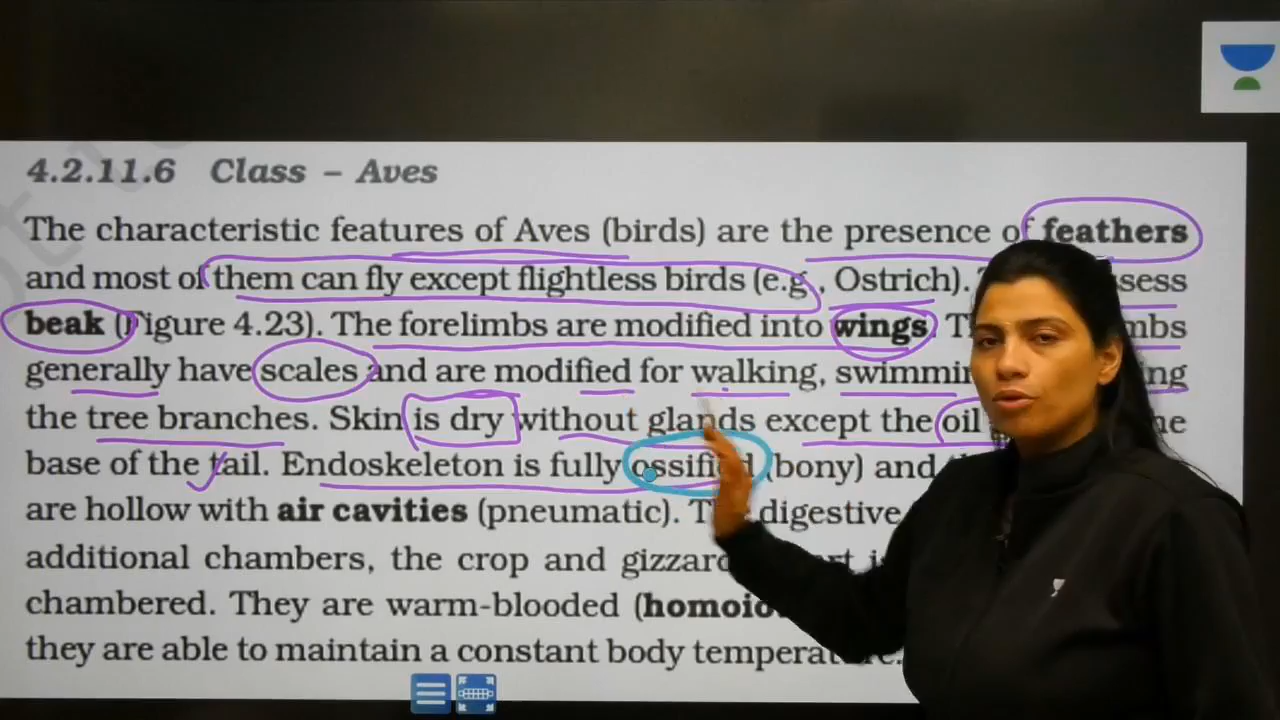 4.2.11.6 Class – Aves
The characteristic features of Aves (birds) are the presence of feathers
and most of them can fly except flightless birds (e.g., Ostrich).
beak (Figure 4.23). The forelimbs are modified into wings.
generally have scales and are modified for walking,
the tree branches. Skin is dry without glands except the oil
base of the tail. Endoskeleton is fully ossified (bony) and
are hollow with air cavities (pneumatic). digestive
additional chambers, the crop and gizzard
chambered. They are warm-blooded
they are able to maintain a constant body temperature.